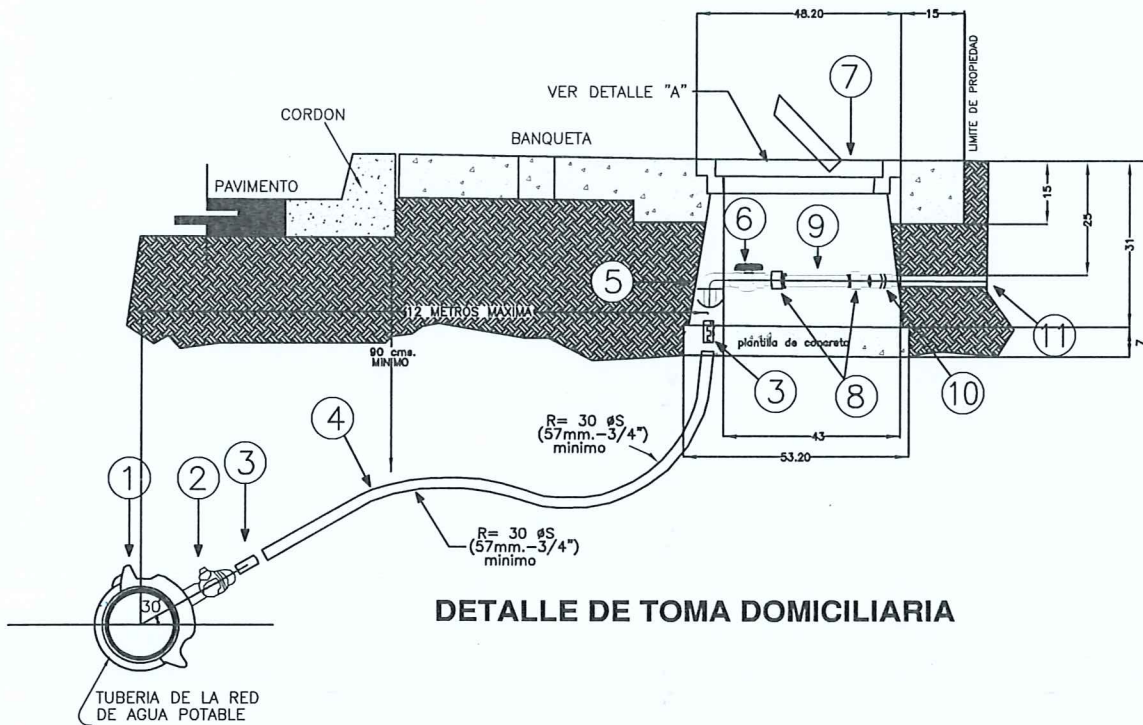 48.20
15
LIMITE DE PROPIEDAD
7
VER DETALLE "A"
CORDON
BANQUETA
PAVIMENTO
15
25
31
7
6
9
5
12 METROS MAXIMA
11
90 cms.
MINIMO
plantilla de concreto
3
8
10
R= 30 øS
(57mm.-3/4")
minimo
43
53.20
4
3
2
1
R= 30 øS
(57mm.-3/4")
minimo
30
DETALLE DE TOMA DOMICILIARIA
TUBERIA DE LA RED
DE AGUA POTABLE